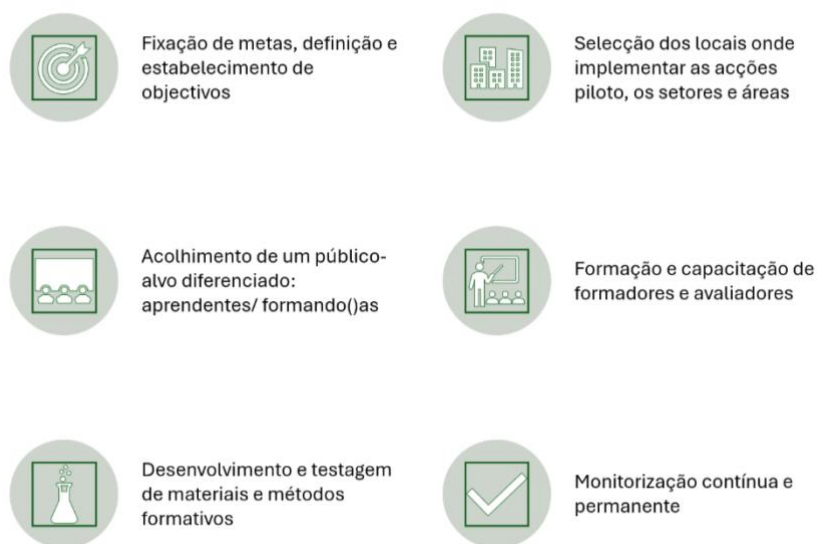 Fixação de metas, definição e
estabelecimento de
objectivos
Selecção dos locais onde
implementar as acções
piloto, os setores e áreas
Acolhimento de um público-
alvo diferenciado:
aprendentes/ formando()as
Formação e capacitação de
formadores e avaliadores
Desenvolvimento e testagem
de materiais e métodos
formativos
Monitorização contínua e
permanente